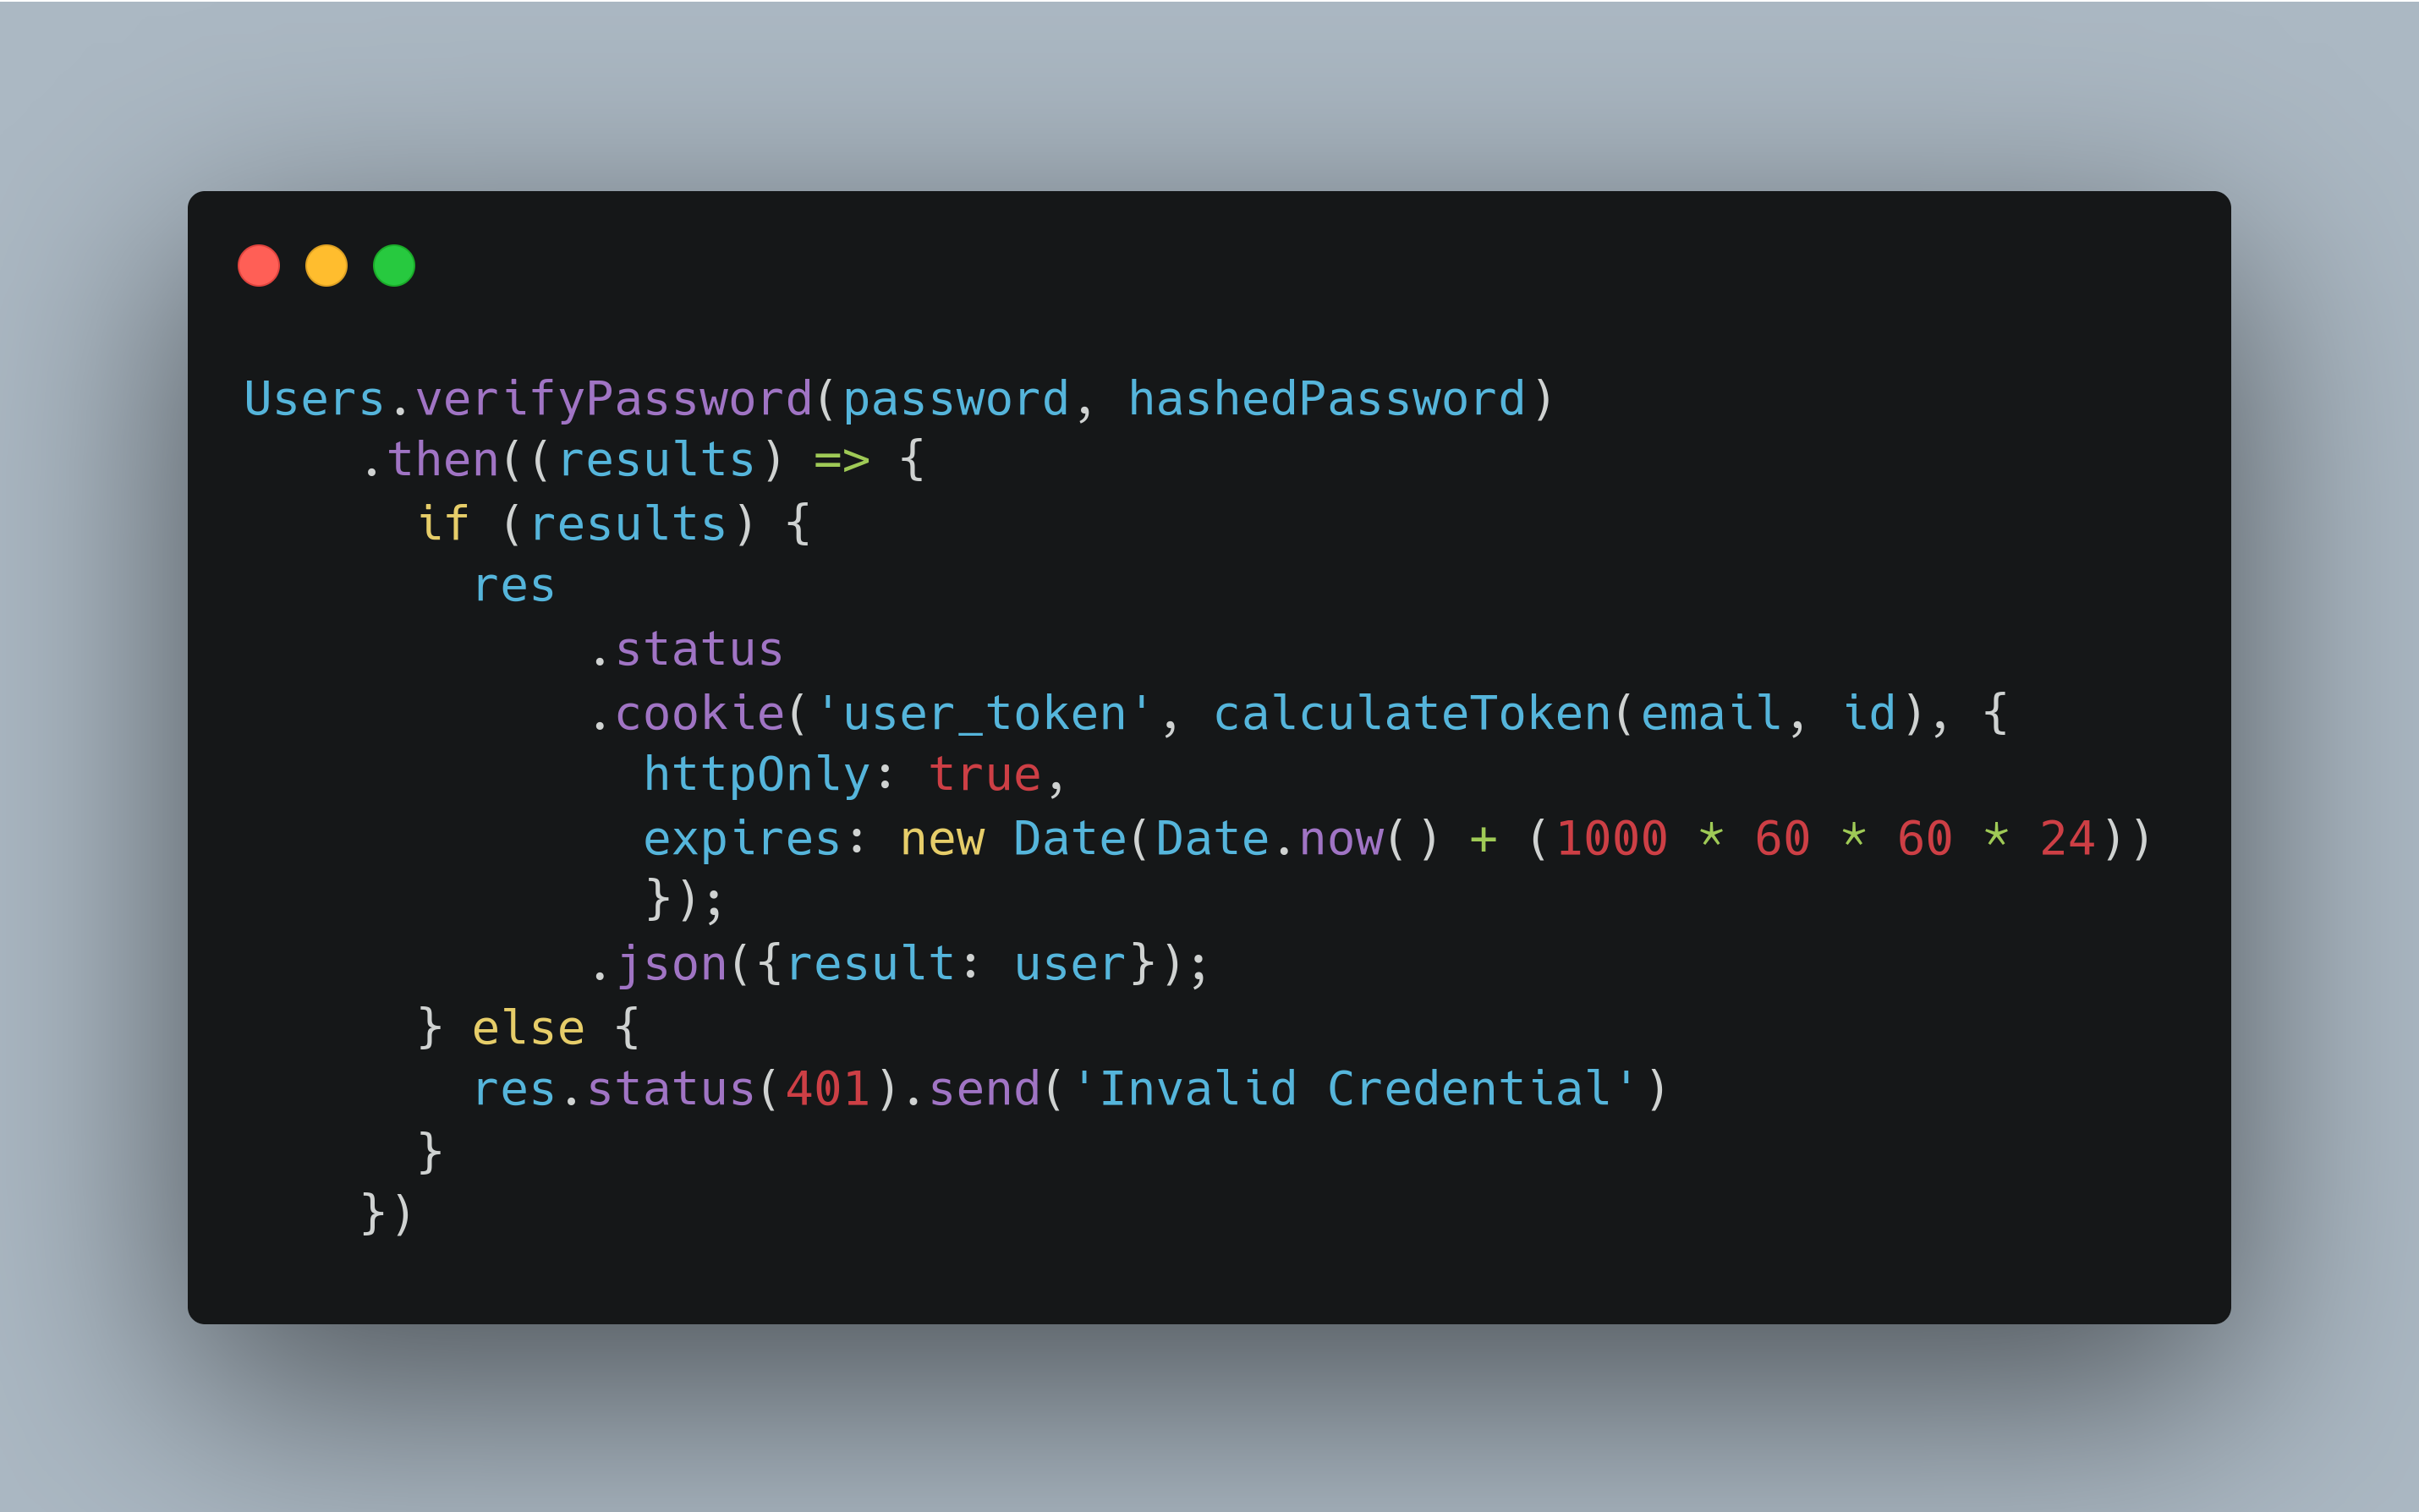 Users.verifyPassword(password, hashedPassword)
    .then((results) => {
      if (results) {
        res
            .status
            .cookie('user_token', calculateToken(email, id), {
              httpOnly: true,
              expires: new Date(Date.now() + (1000 * 60 * 60 * 24))
              });
            .json({result: user});
      } else {
        res.status(401).send('Invalid Credential')
      }
    })